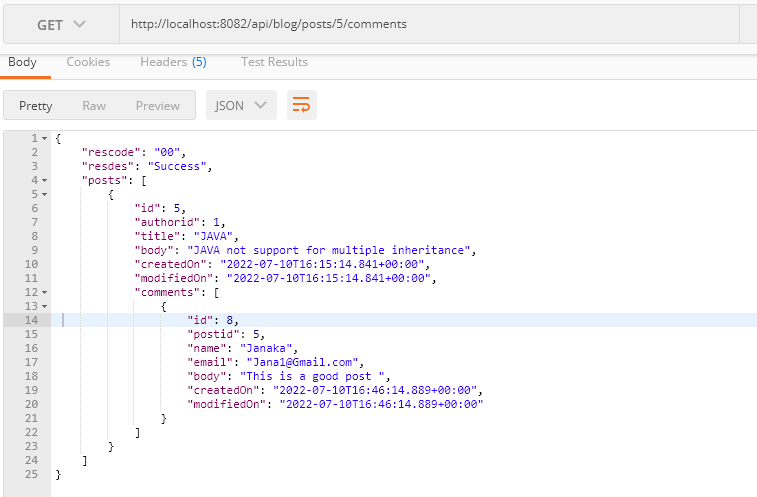 GET http://localhost:8082/api/blog/posts/5/comments
Body Cookies Headers (5) Test Results
Pretty Raw Preview JSON
1 {
2 "rescode": "00",
3 "resdes": "Success",
4 "posts": [
5 {
6 "id": 5,
7 "authorid": 1,
8 "title": "JAVA",
9 "body": "JAVA not support for multiple inheritance",
10 "createdOn": "2022-07-10T16:15:14.841+00:00",
11 "modifiedOn": "2022-07-10T16:15:14.841+00:00",
12 "comments": [
13 {
14 "id": 8,
15 "postid": 5,
16 "name": "Janaka",
17 "email": "Jana1@Gmail.com",
18 "body": "This is a good post ",
19 "createdOn": "2022-07-10T16:46:14.889+00:00",
20 "modifiedOn": "2022-07-10T16:46:14.889+00:00"
21 }
22 ]
23 }
24 ]
25 }